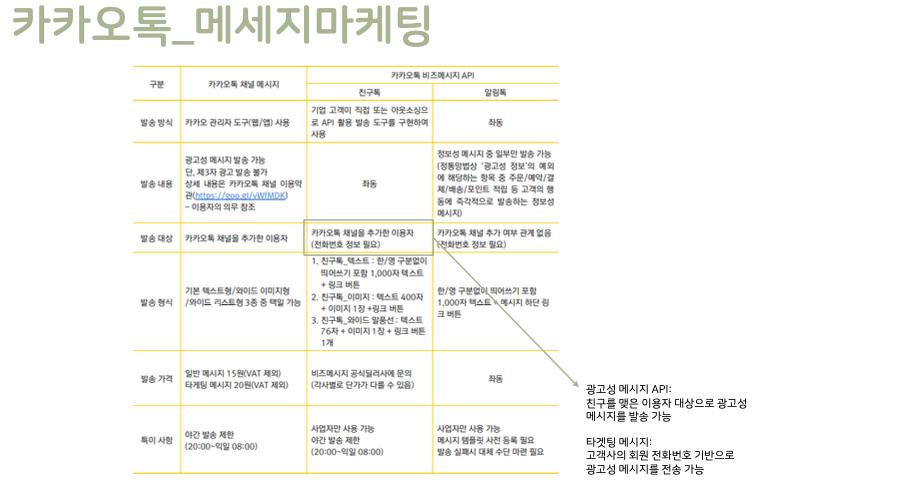 카카오톡_메세지마케팅
구분
카카오톡 채널 메시지
카카오톡 비즈메시지 API
친구톡
알림톡
발송 방식
카카오 관리자 도구(웹/앱) 사용
기업 고객이 직접 또는 아웃소싱으
로 API 활용 발송 도구를 구현하여
사용
좌동
발송 내용
광고성 메시지 발송 가능
단, 제3자 광고 발송 불가
상세 내용은 카카오톡 채널 이용약
관(https://goo.gl/vWfMDK)
– 이용자의 의무 참조
좌동
정보성 메시지 중 일부만 발송 가능
(정통망법상 ‘광고성 정보’의 예외
에 해당하는 항목 중 주문/예약/결
제/배송/포인트 적립 등 고객의 행
동에 즉각적으로 발송하는 정보성
메시지)
발송 대상
카카오톡 채널을 추가한 이용자
카카오톡 채널을 추가한 이용자
(전화번호 정보 필요)
카카오톡 채널 추가 여부 관계 없음
(전화번호 정보 필요)
발송 형식
기본 텍스트형/와이드 이미지형
/와이드 리스트형 3종 중 택일 가능
1. 친구톡_텍스트 : 한/영 구분없이
띄어쓰기 포함 1,000자 텍스트
+ 링크 버튼
2. 친구톡_이미지 : 텍스트 400자
+ 이미지 1장 +링크 버튼
3. 친구톡_와이드 말풍선 : 텍스트
76자 + 이미지 1장 + 링크 버튼
1개
한/영 구분없이 띄어쓰기 포함
1,000자 텍스트 + 메시지 하단 링
크 버튼
발송 가격
일반 메시지 15원(VAT 제외)
타게팅 메시지 20원(VAT 제외)
비즈메시지 공식딜러사에 문의
(각사별로 단가가 다를 수 있음)
좌동
특이 사항
야간 발송 제한
(20:00~익일 08:00)
사업자만 사용 가능
야간 발송 제한
(20:00~익일 08:00)
사업자만 사용 가능
메시지 템플릿 사전 등록 필요
발송 실패시 대체 수단 마련 필요
광고성 메시지 API:
친구를 맺은 이용자 대상으로 광고성
메시지를 발송 가능
타겟팅 메시지:
고객사의 회원 전화번호 기반으로
광고성 메시지를 전송 가능